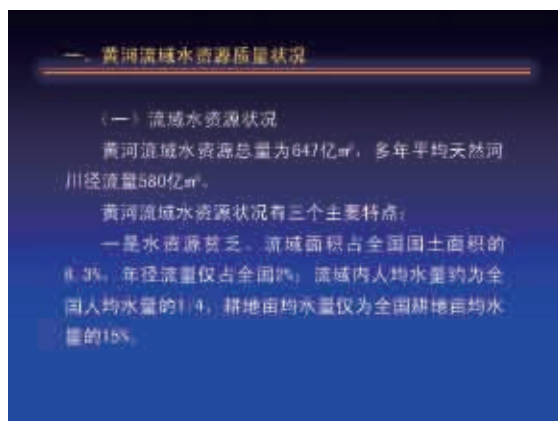 一、黄河流域水资源质量状况
（一）流域水资源状况
黄河流域水资源总量为647亿m³，多年平均天然河
川径流量580亿m³。
黄河流域水资源状况有三个主要特点：
一是水资源贫乏。流域面积占全国国土面积的
8.3%，年径流量仅占全国2%；流域内人均水量约为全
国人均水量的1/4，耕地亩均水量仅为全国耕地亩均水
量的15%。